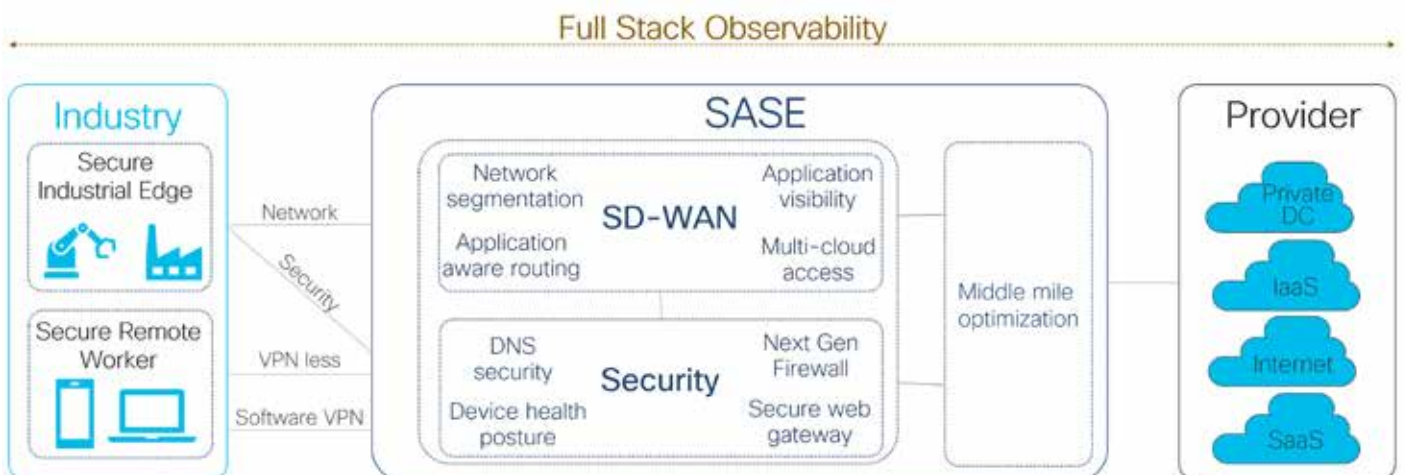 Full Stack Observability
Industry
Secure
Industrial Edge
Secure Remote
Worker
Network
Security
VPN less
Software VPN
SASE
Network
segmentation
Application
visibility
SD-WAN
Application
aware routing
Multi-cloud
access
DNS
security
Next Gen
Firewall
Security
Device health
posture
Secure web
gateway
Middle mile
optimization
Provider
Private
DC
IaaS
Internet
SaaS